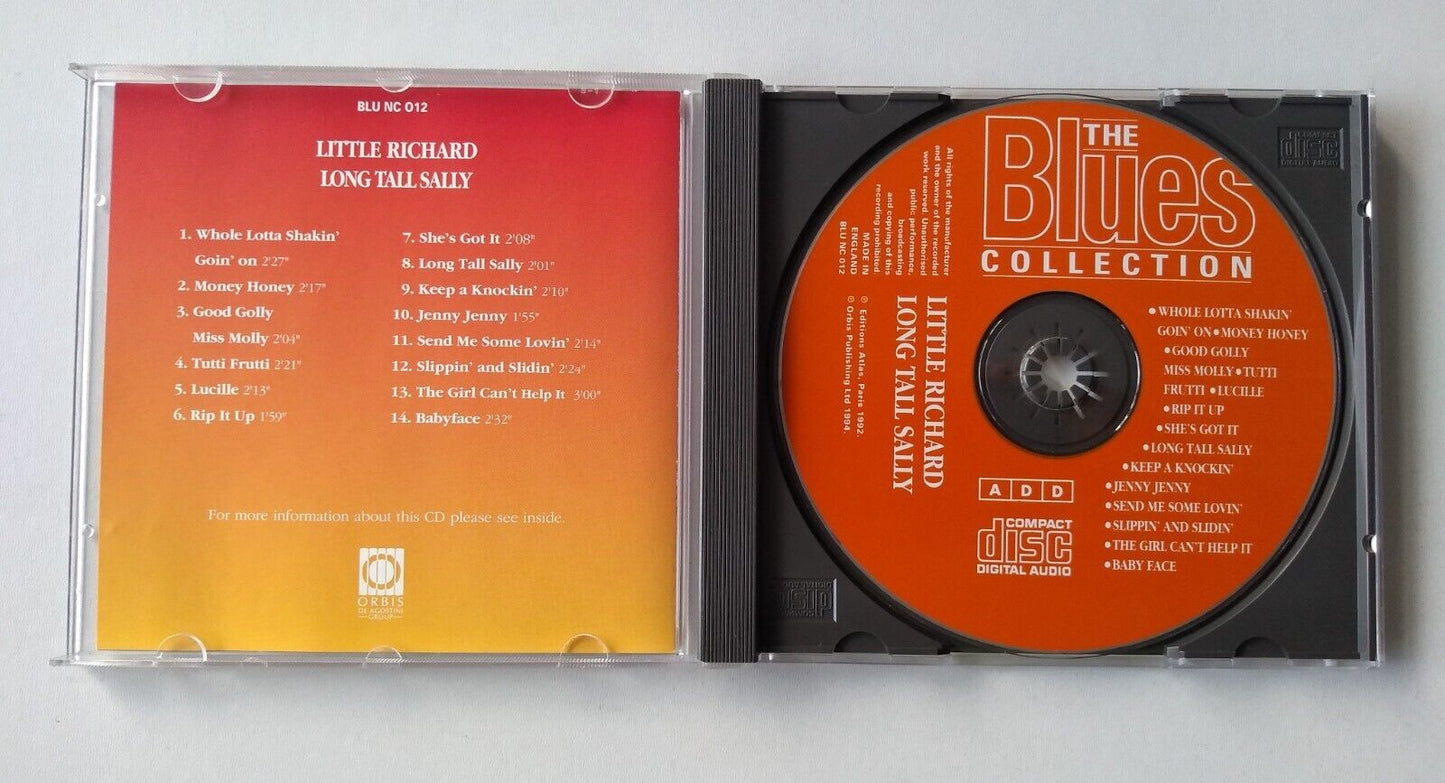 BLU NC 012
LITTLE RICHARD
LONG TALL SALLY
1. Whole Lotta Shakin'
Goin' on 2'27"
2. Money Honey 2'17"
3. Good Golly
Miss Molly 2'04"
4. Tutti Frutti 2'21"
5. Lucille 2'13"
6. Rip It Up 1'59"
7. She's Got It 2'08"
8. Long Tall Sally 2'01"
9. Keep a Knockin' 2'10"
10. Jenny Jenny 1'55"
11. Send Me Some Lovin' 2'14"
12. Slippin' and Slidin' 2'24"
13. The Girl Can't Help It 3'00"
14. Babyface 2'32"
For more information about this CD please see inside.
ORBIS
DE AGOSTINI
GROUP
THE
Blues
COLLECTION
All rights of the manufacturer
and the owner of the recorded
work reserved. Unauthorised
public performance,
broadcasting
and copying of this
recording prohibited.
MADE IN
ENGLAND
BLU NC 012
LITTLE RICHARD
LONG TALL SALLY
℗ Editions Atlas, Paris 1992.
© Orbis Publishing Ltd 1994.
• WHOLE LOTTA SHAKIN'
GOIN' ON • MONEY HONEY
• GOOD GOLLY
MISS MOLLY • TUTTI
FRUTTI • LUCILLE
• RIP IT UP
• SHE'S GOT IT
• LONG TALL SALLY
• KEEP A KNOCKIN'
• JENNY JENNY
• SEND ME SOME LOVIN'
• SLIPPIN' AND SLIDIN'
• THE GIRL CAN'T HELP IT
• BABY FACE
A D D
COMPACT
disc
DIGITAL AUDIO
COMPACT
disc
DIGITAL AUDIO
COMPACT
disc
DIGITAL AUDIO